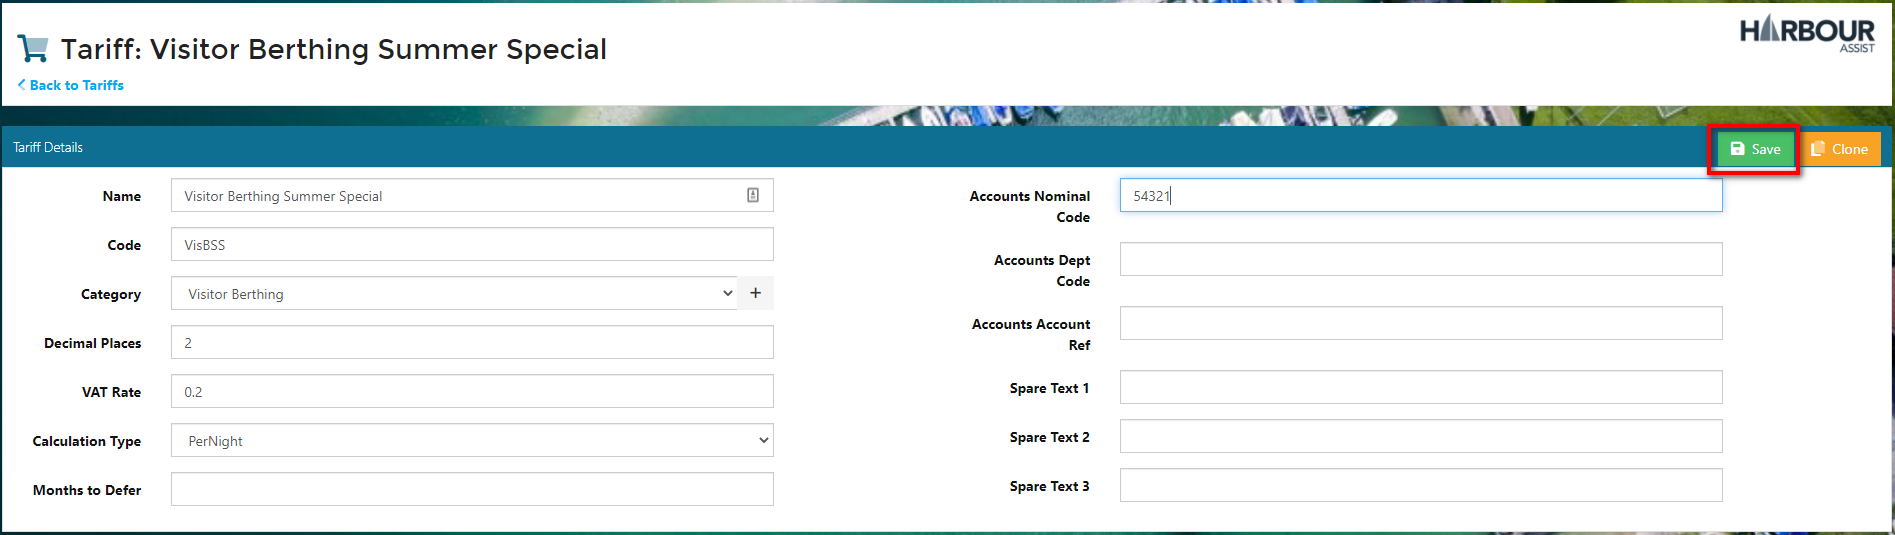 Tariff: Visitor Berthing Summer Special
HARBOUR
ASSIST
Back to Tariffs
Tariff Details
Save
Clone
Name
Visitor Berthing Summer Special
Code
VisBSS
Category
Visitor Berthing
+
Decimal Places
2
VAT Rate
0.2
Calculation Type
PerNight
Months to Defer
Accounts Nominal
Code
54321
Accounts Dept
Code
Accounts Account
Ref
Spare Text 1
Spare Text 2
Spare Text 3